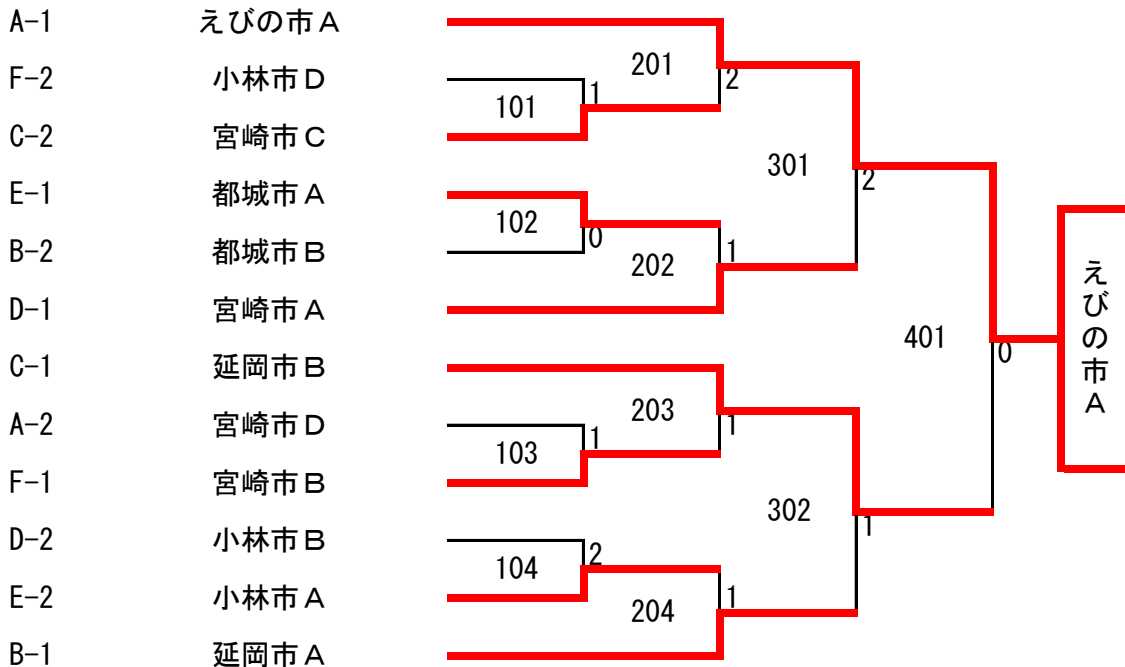 A-1 えびの市A
201
F-2 小林市D
1
2
101
C-2 宮崎市C
301
2
E-1 都城市A
102
0
B-2 都城市B
1
202
D-1 宮崎市A
401
0
えびの市A
C-1 延岡市B
203
A-2 宮崎市D
1
1
103
F-1 宮崎市B
302
1
D-2 小林市B
2
104
E-2 小林市A
1
204
B-1 延岡市A